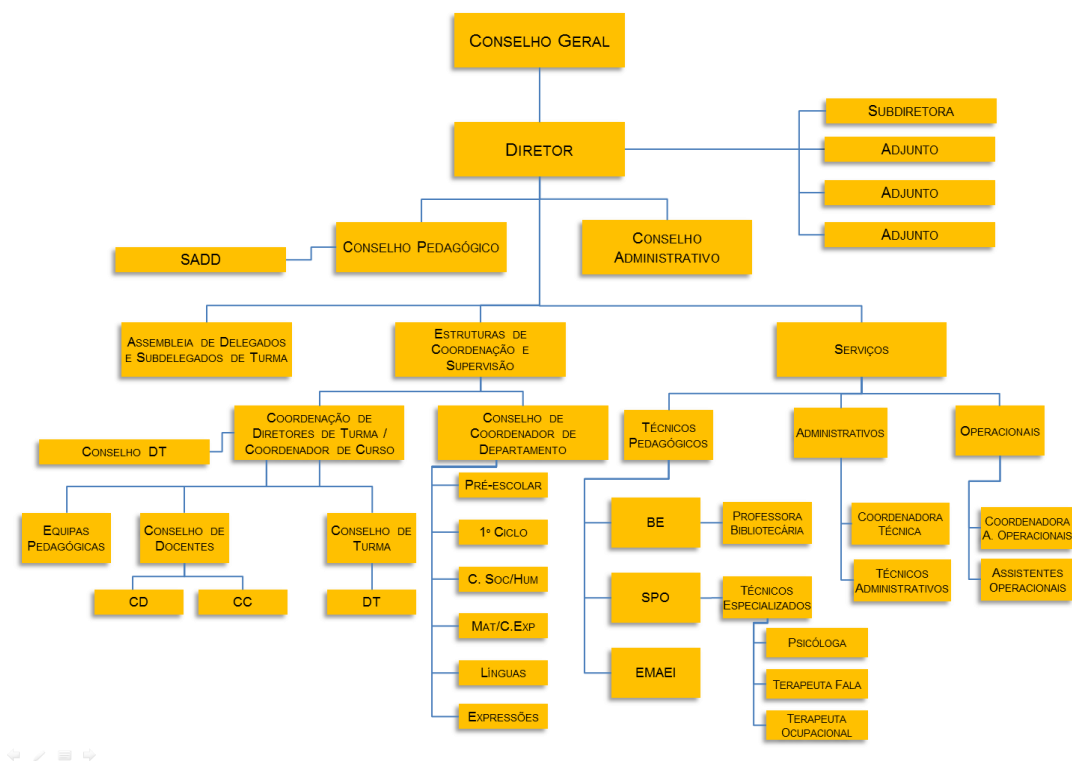 CONSELHO GERAL
DIRETOR
SUBDIRETORA
ADJUNTO
ADJUNTO
ADJUNTO
CONSELHO PEDAGÓGICO
SADD
CONSELHO
ADMINISTRATIVO
ASSEMBLEIA DE DELEGADOS
E SUBDELEGADOS DE TURMA
ESTRUTURAS DE
COORDENAÇÃO E
SUPERVISÃO
SERVIÇOS
CONSELHO DT
COORDENAÇÃO DE
DIRETORES DE TURMA /
COORDENADOR DE CURSO
CONSELHO DE
COORDENADOR DE
DEPARTAMENTO
TÉCNICOS
PEDAGÓGICOS
ADMINISTRATIVOS
OPERACIONAIS
EQUIPAS
PEDAGÓGICAS
CONSELHO DE
DOCENTES
CONSELHO DE
TURMA
CD
CC
DT
PRÉ-ESCOLAR
1º CICLO
C. SOC/HUM
MAT/C.EXP
LÍNGUAS
EXPRESSÕES
BE
PROFESSORA
BIBLIOTECÁRIA
SPO
TÉCNICOS
ESPECIALIZADOS
EMAEI
PSICÓLOGA
TERAPEUTA FALA
TERAPEUTA
OCUPACIONAL
COORDENADORA
TÉCNICA
TÉCNICOS
ADMINISTRATIVOS
COORDENADORA
A. OPERACIONAIS
ASSISTENTES
OPERACIONAIS